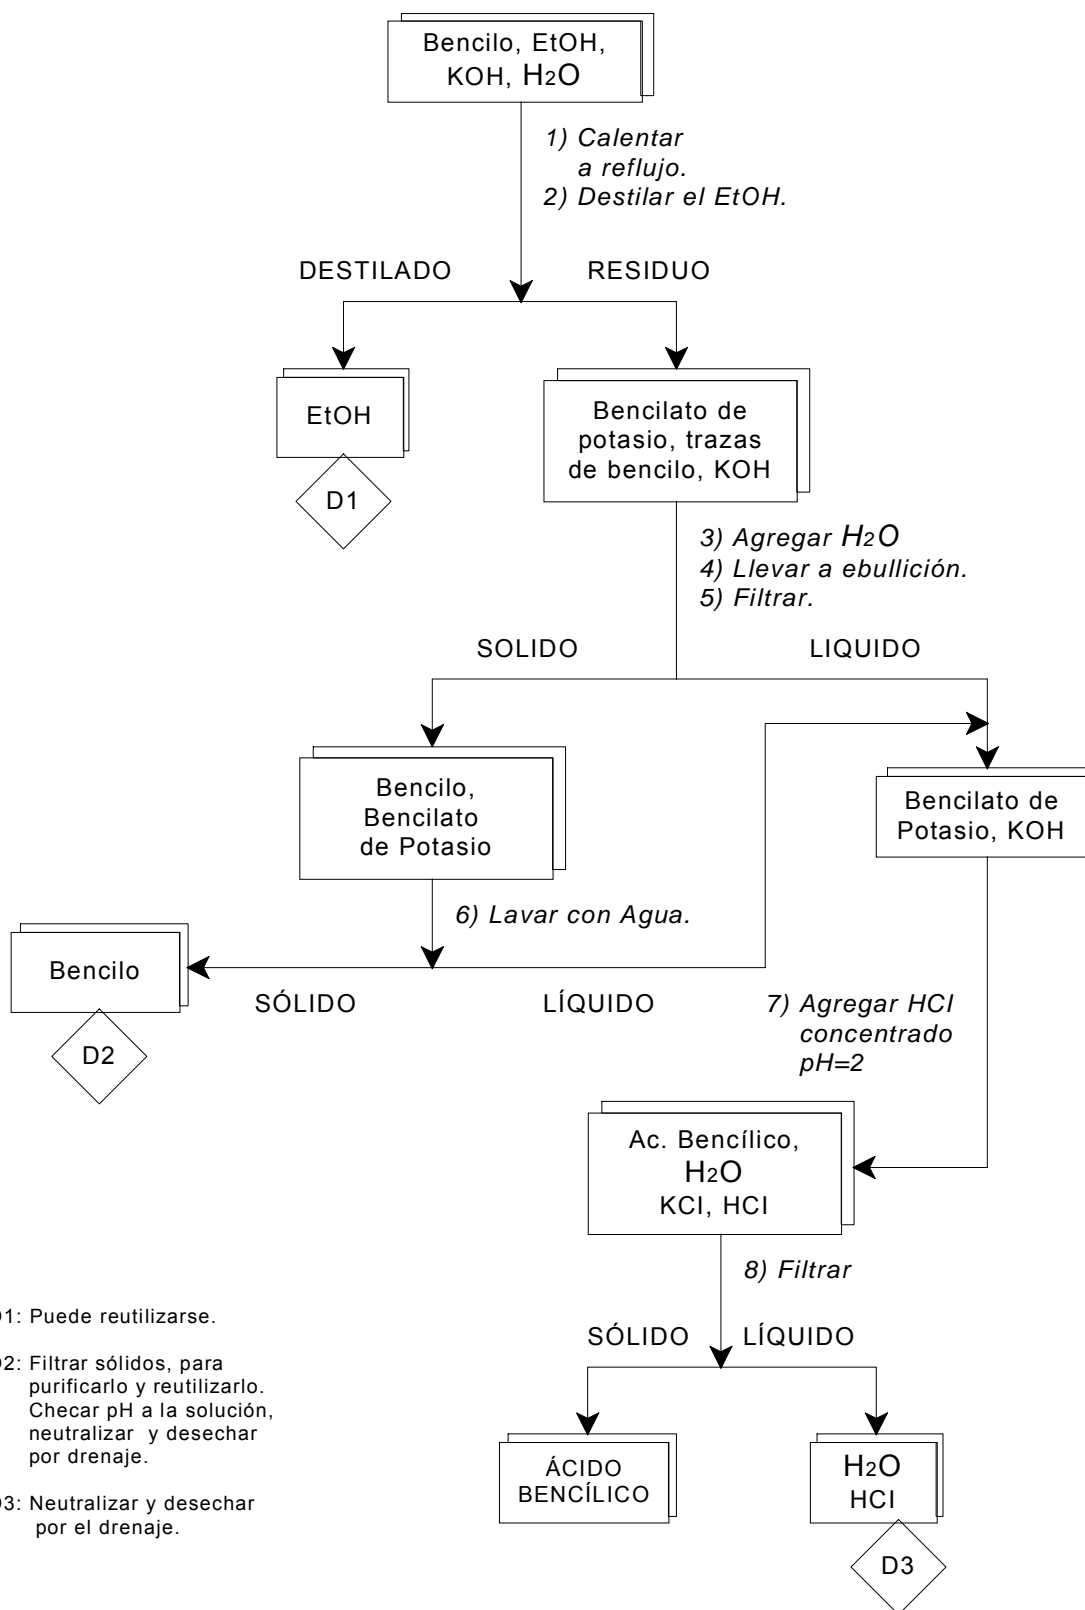 Bencilo, EtOH,
KOH, H2O
1) Calentar
a reflujo.
2) Destilar el EtOH.
DESTILADO
RESIDUO
EtOH
D1
Bencilato de
potasio, trazas
de bencilo, KOH
3) Agregar H2O
4) Llevar a ebullición.
5) Filtrar.
SOLIDO
LIQUIDO
Bencilo,
Bencilato
de Potasio
Bencilato de
Potasio, KOH
6) Lavar con Agua.
Bencilo
D2
SÓLIDO
LÍQUIDO
7) Agregar HCl
concentrado
pH=2
Ac. Bencílico,
H2O
KCl, HCl
8) Filtrar
SÓLIDO
LÍQUIDO
ÁCIDO
BENCÍLICO
H2O
HCl
D3
D1: Puede reutilizarse.
D2: Filtrar sólidos, para
purificarlo y reutilizarlo.
Checar pH a la solución,
neutralizar y desechar
por drenaje.
D3: Neutralizar y desechar
por el drenaje.